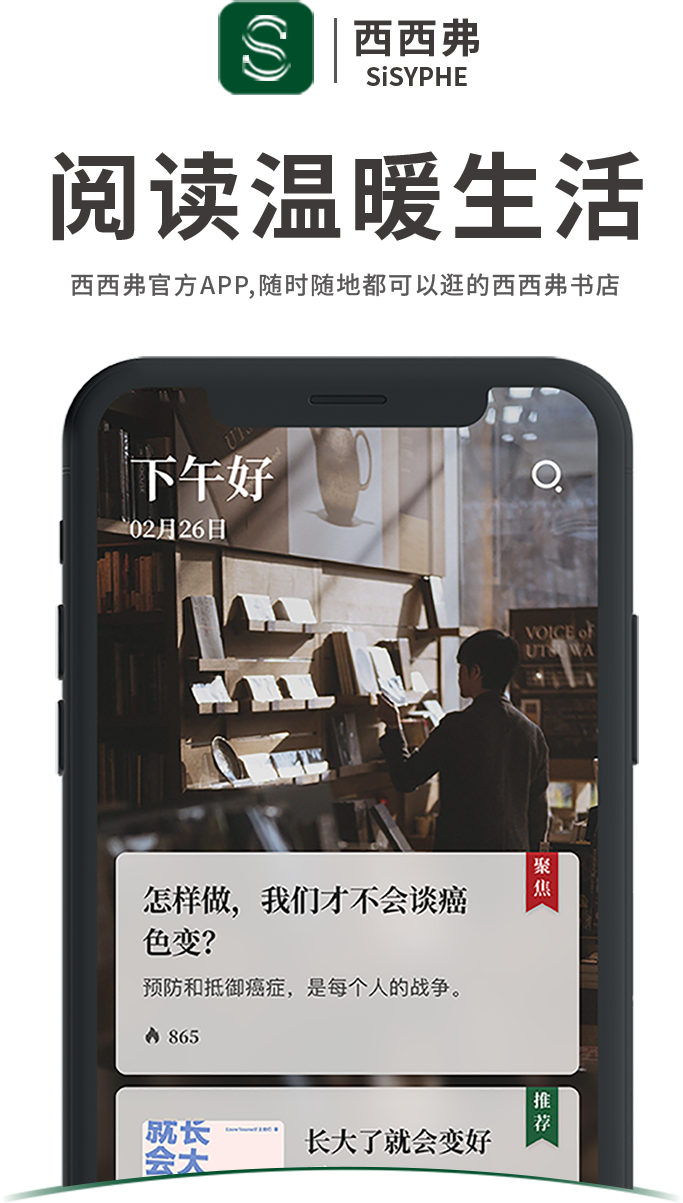 西西弗
SiSYPHE
阅读温暖生活
西西弗官方APP,随时随地都可以逛的西西弗书店
下午好
02月26日
VOICE of
UTSUWA
聚焦
怎样做，我们才不会谈癌
色变？
预防和抵御癌症，是每个人的战争。
865
推荐
就长
会大
长大了就会变好